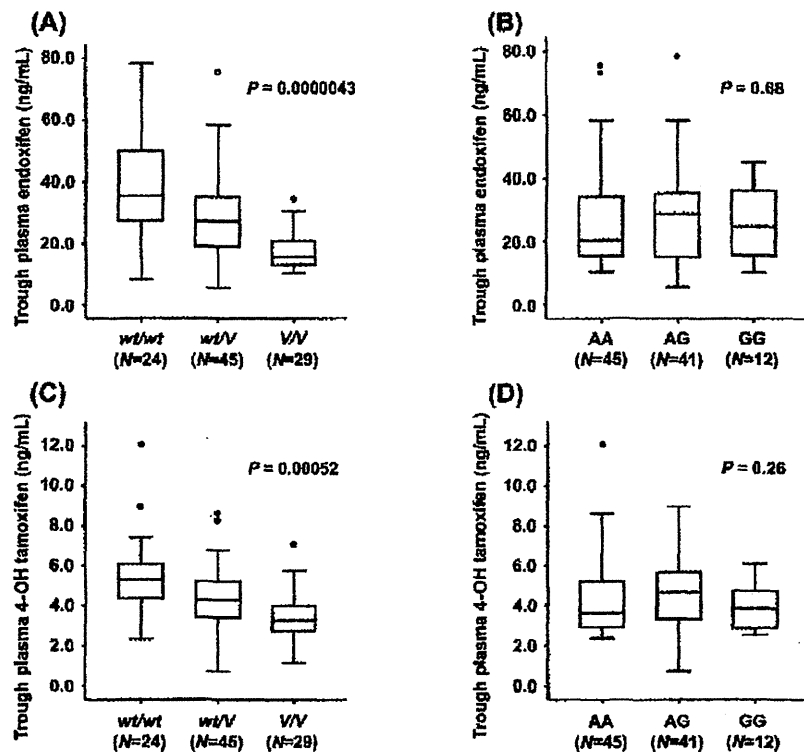 (A)
Trough plasma endoxifen (ng/mL)
80.0
60.0
40.0
20.0
0.0
P = 0.0000043
wt/wt wt/V V/V
(N=24) (N=45) (N=29)
(B)
Trough plasma endoxifen (ng/mL)
80.0
60.0
40.0
20.0
0.0
P = 0.68
AA AG GG
(N=45) (N=41) (N=12)
(C)
Trough plasma 4-OH tamoxifen (ng/mL)
12.0
10.0
8.0
6.0
4.0
2.0
0.0
P = 0.00052
wt/wt wt/V V/V
(N=24) (N=45) (N=29)
(D)
Trough plasma 4-OH tamoxifen (ng/mL)
12.0
10.0
8.0
6.0
4.0
2.0
0.0
P = 0.26
AA AG GG
(N=45) (N=41) (N=12)